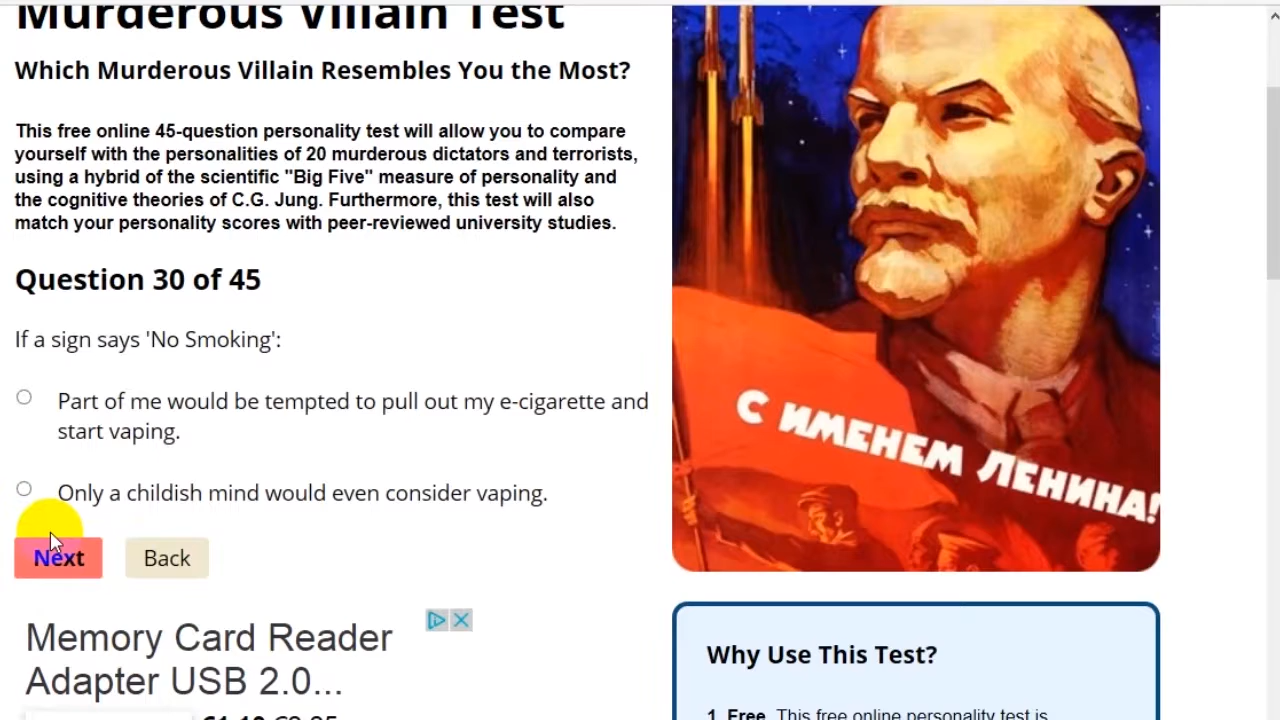 Murderous Villain Test
Which Murderous Villain Resembles You the Most?
This free online 45-question personality test will allow you to compare
yourself with the personalities of 20 murderous dictators and terrorists,
using a hybrid of the scientific "Big Five" measure of personality and
the cognitive theories of C.G. Jung. Furthermore, this test will also
match your personality scores with peer-reviewed university studies.
Question 30 of 45
If a sign says 'No Smoking':
Part of me would be tempted to pull out my e-cigarette and
start vaping.
Only a childish mind would even consider vaping.
Next
Back
Memory Card Reader
Adapter USB 2.0...
С ИМЕНЕМ ЛЕНИНА!
Why Use This Test?
1. Free. This free online personality test is